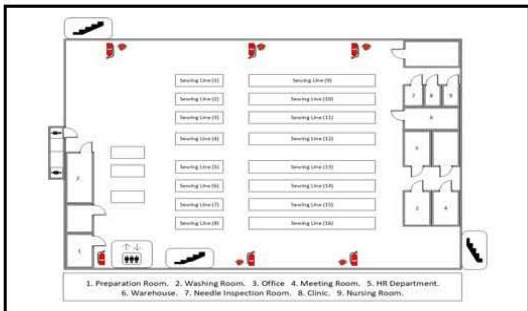 Sewing Line (1)
Sewing Line (9)
Sewing Line (2)
Sewing Line (10)
Sewing Line (3)
Sewing Line (11)
Sewing Line (4)
Sewing Line (12)
Sewing Line (5)
Sewing Line (13)
Sewing Line (6)
Sewing Line (14)
Sewing Line (7)
Sewing Line (15)
Sewing Line (8)
Sewing Line (16)
7
8
9
6
5
2
3
4
1
1. Preparation Room. 2. Washing Room. 3. Office 4. Meeting Room. 5. HR Department.
6. Warehouse. 7. Needle Inspection Room. 8. Clinic. 9. Nursing Room.